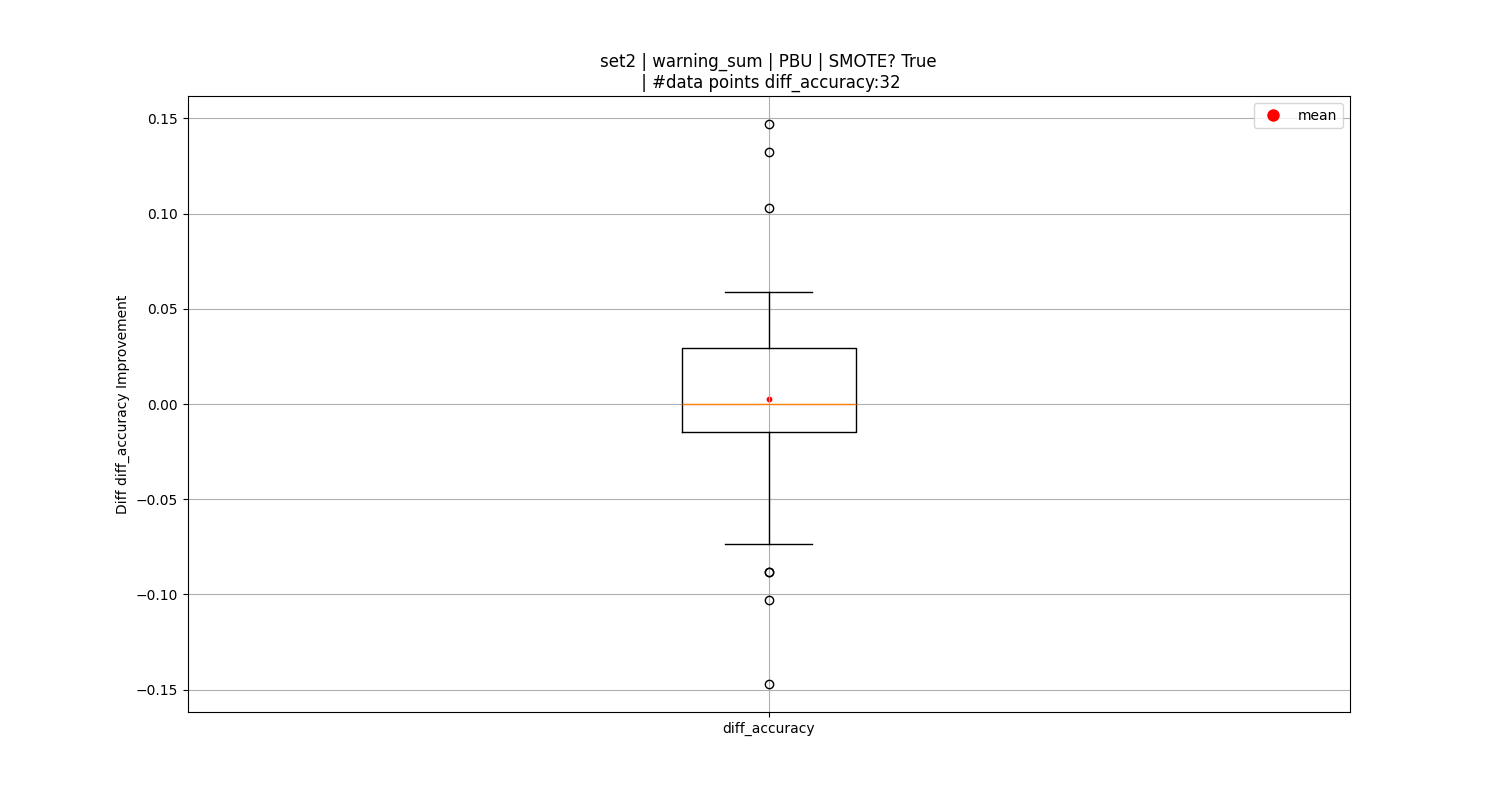 set2 | warning_sum | PBU | SMOTE? True
| #data points diff_accuracy:32
mean
0.15
0.10
0.05
0.00
−0.05
−0.10
−0.15
Diff diff_accuracy Improvement
diff_accuracy